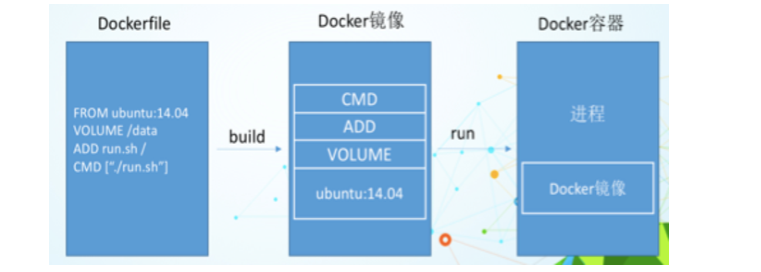 Dockerfile
Docker镜像
Docker容器
FROM ubuntu:14.04
VOLUME /data
ADD run.sh /
CMD ["./run.sh"]
build
CMD
ADD
VOLUME
ubuntu:14.04
run
进程
Docker镜像